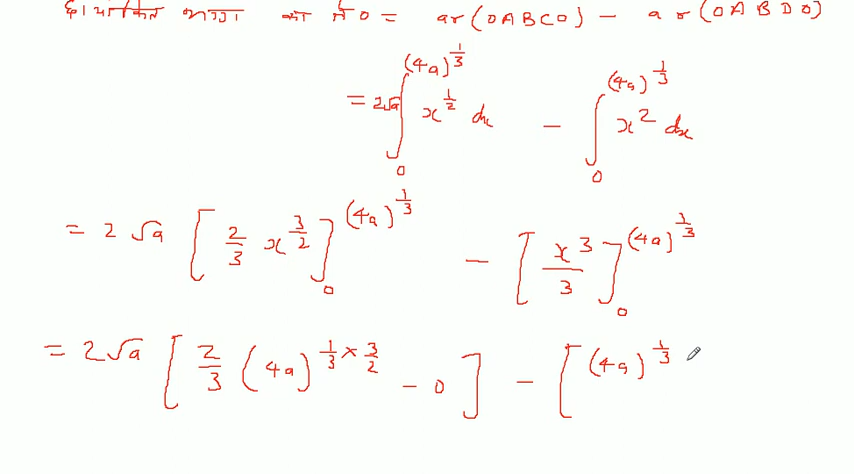 छायांकित भाग का क्षे० = ar(OABCO) - ar(OABDO)
= 2√a ∫₀^{(4a)^{1/3}} x^{1/2} dx - ∫₀^{(4a)^{1/3}} x² dx
= 2√a [2/3 x^{3/2}]₀^{(4a)^{1/3}} - [x³/3]₀^{(4a)^{1/3}}
= 2√a [2/3 (4a)^{1/3 × 3/2} - 0] - [(4a)^{1/3}